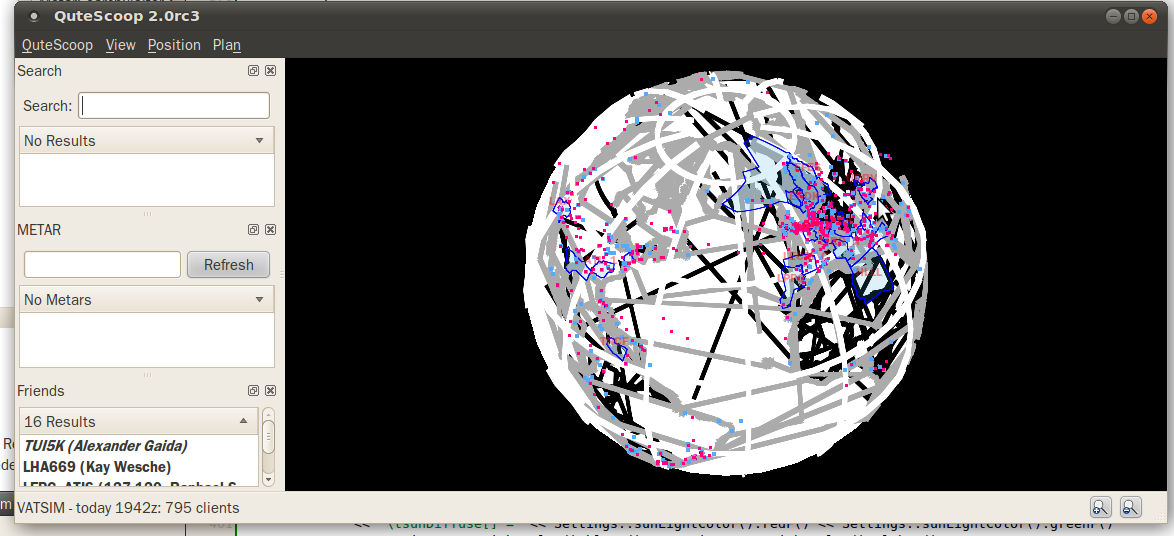 QuteScoop 2.0rc3
QuteScoop View Position Plan
Search
Search:
No Results
METAR
Refresh
No Metars
Friends
16 Results
TUI5K (Alexander Gaida)
LHA669 (Kay Wesche)
VATSIM - today 1942z: 795 clients